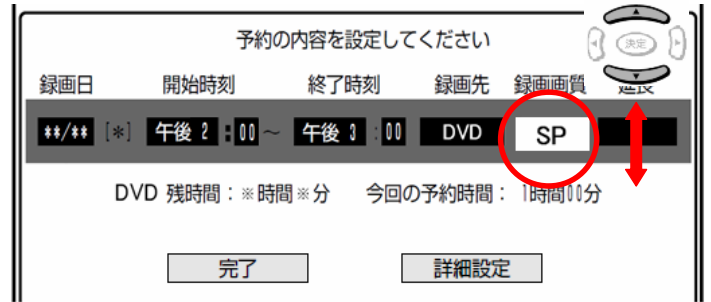 予約の内容を設定してください
決定
録画日 開始時刻 終了時刻 録画先 録画画質 延長
**/** [*] 午後 2:00～ 午後 3:00 DVD SP
DVD 残時間：※時間※分 今回の予約時間： 1時間00分
完了 詳細設定